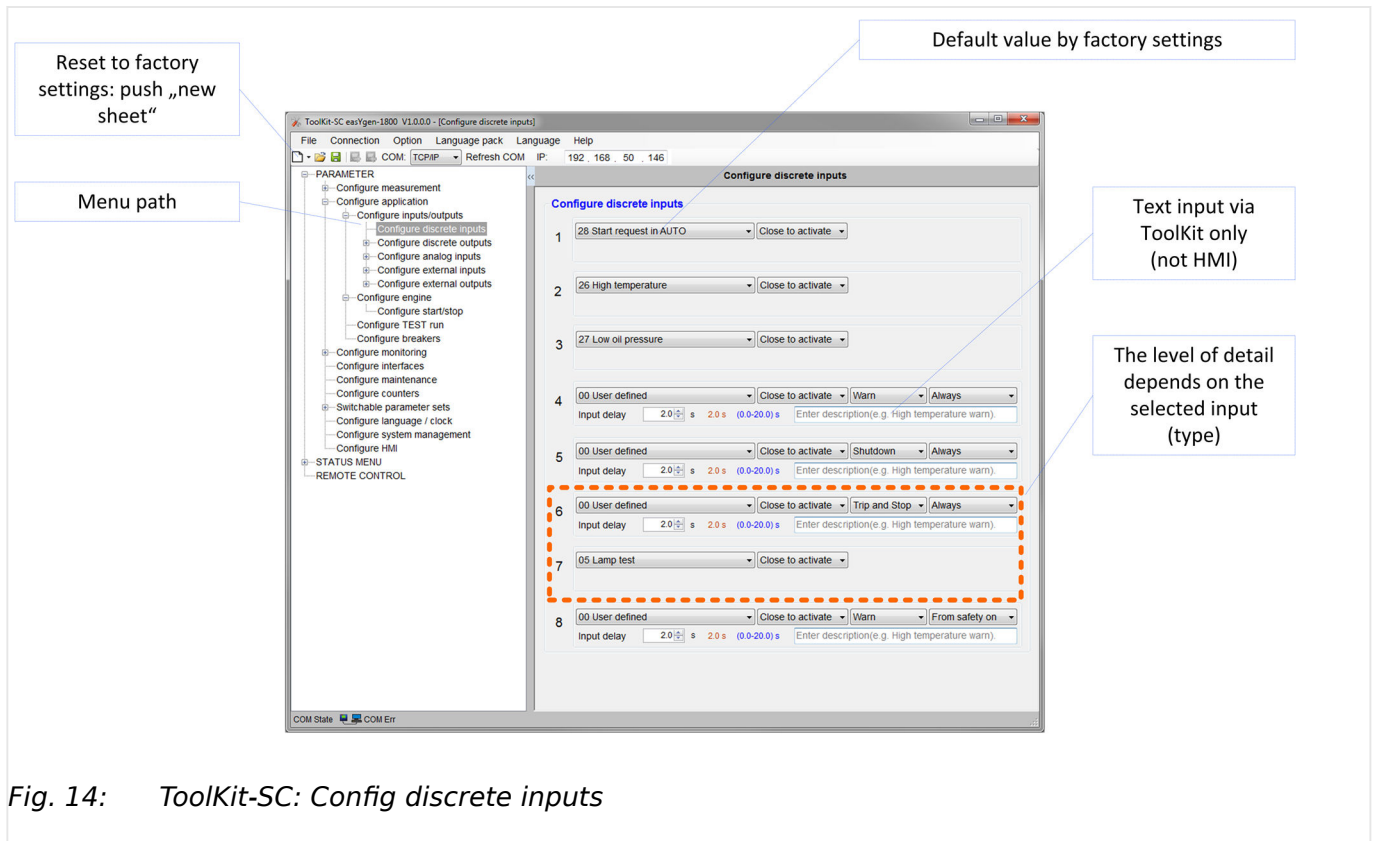 Default value by factory settings
Reset to factory
settings: push „new
sheet“
ToolKit-SC easYgen-1800 V1.0.0.0 - [Configure discrete inputs]
File Connection Option Language pack Language Help
COM: TCP/IP Refresh COM IP: 192 . 168 . 50 . 146
Menu path
PARAMETER
Configure measurement
Configure application
Configure inputs/outputs
Configure discrete inputs
Configure discrete outputs
Configure analog inputs
Configure external inputs
Configure external outputs
Configure engine
Configure start/stop
Configure TEST run
Configure breakers
Configure monitoring
Configure interfaces
Configure maintenance
Configure counters
Switchable parameter sets
Configure language / clock
Configure system management
Configure HMI
STATUS MENU
REMOTE CONTROL
Configure discrete inputs
Configure discrete inputs
1 28 Start request in AUTO Close to activate
2 26 High temperature Close to activate
3 27 Low oil pressure Close to activate
4 00 User defined Close to activate Warn Always
Input delay 2.0 s 2.0 s (0.0-20.0) s Enter description(e.g. High temperature warn).
5 00 User defined Close to activate Shutdown Always
Input delay 2.0 s 2.0 s (0.0-20.0) s Enter description(e.g. High temperature warn).
6 00 User defined Close to activate Trip and Stop Always
Input delay 2.0 s 2.0 s (0.0-20.0) s Enter description(e.g. High temperature warn).
7 05 Lamp test Close to activate
8 00 User defined Close to activate Warn From safety on
Input delay 2.0 s 2.0 s (0.0-20.0) s Enter description(e.g. High temperature warn).
Text input via
ToolKit only
(not HMI)
The level of detail
depends on the
selected input
(type)
COM State COM Err
Fig. 14: ToolKit-SC: Config discrete inputs